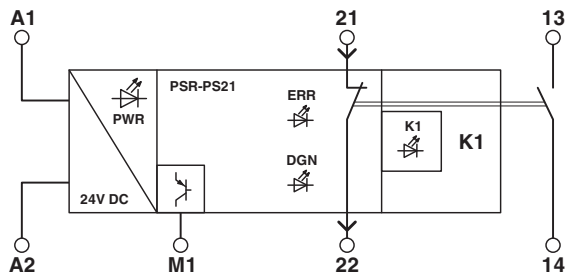 A1
21
13
PSR-PS21
PWR
ERR
K1
K1
DGN
24V DC
A2
M1
22
14